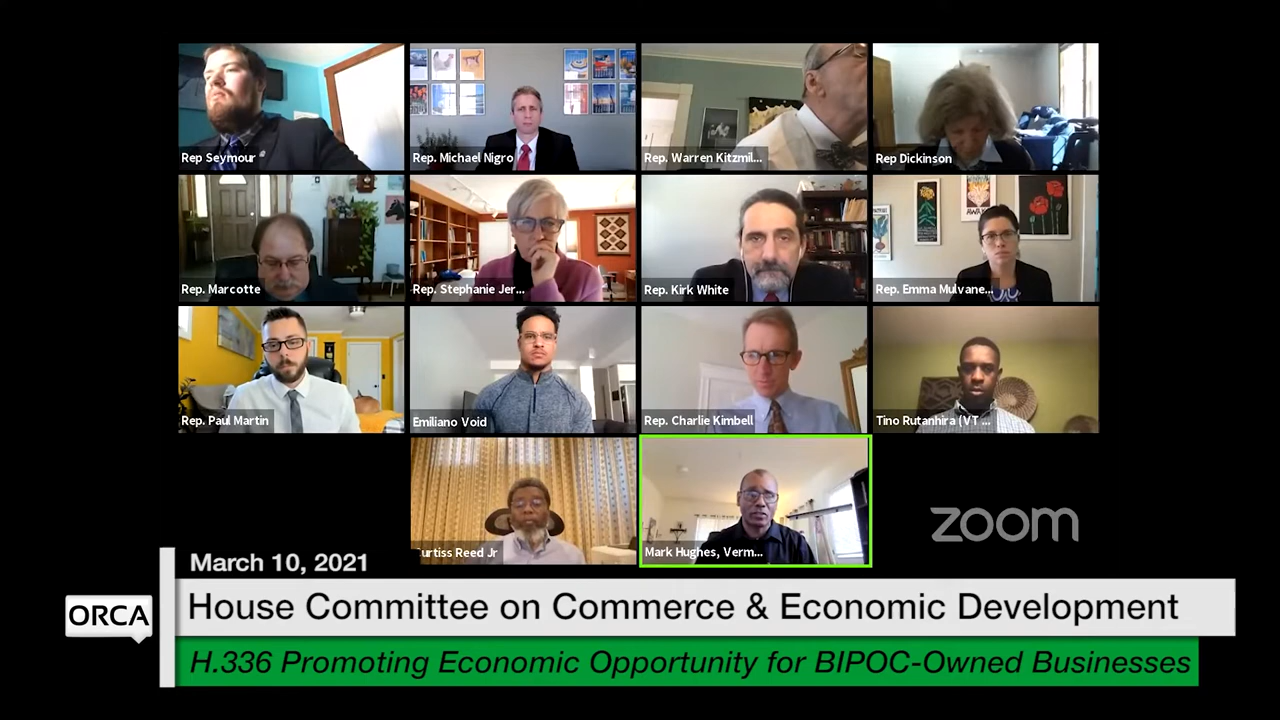 Rep Seymour
Rep. Michael Nigro
Rep. Warren Kitzmil...
Rep Dickinson
Rep. Marcotte
Rep. Stephanie Jer...
Rep. Kirk White
Rep. Emma Mulvane...
Rep. Paul Martin
Emiliano Void
Rep. Charlie Kimbell
Tino Rutanhira (VT ...
urtiss Reed Jr
Mark Hughes, Verm...
zoom
March 10, 2021
ORCA
House Committee on Commerce & Economic Development
H.336 Promoting Economic Opportunity for BIPOC-Owned Businesses